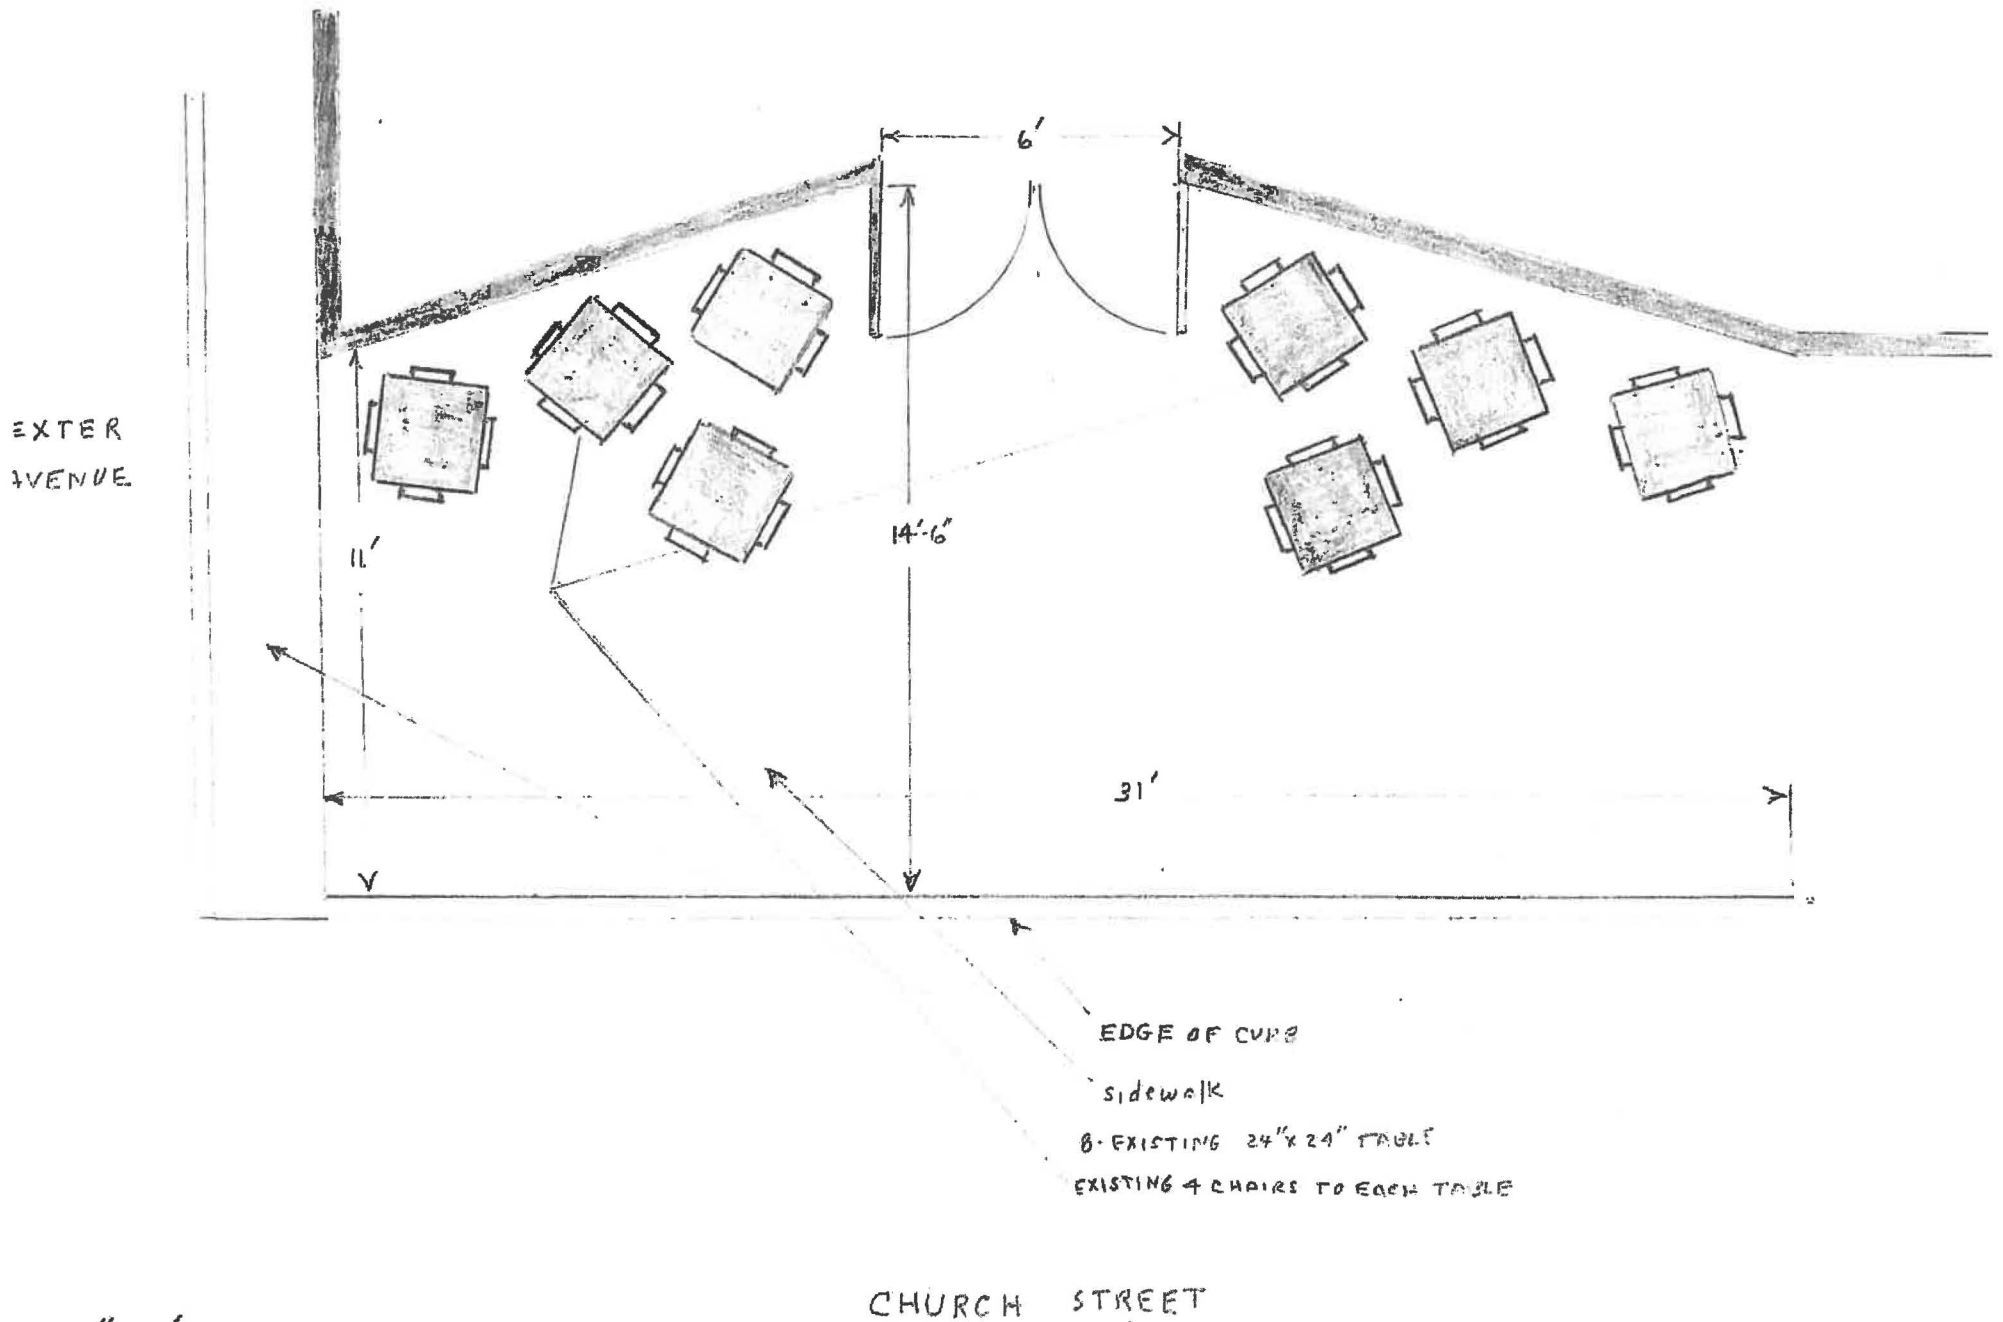 6'
EXTER
AVENUE
11'
14'-6"
31'
EDGE OF CURB
sidewalk
8-EXISTING 24"x24" TABLE
EXISTING 4 CHAIRS TO EACH TABLE
CHURCH STREET